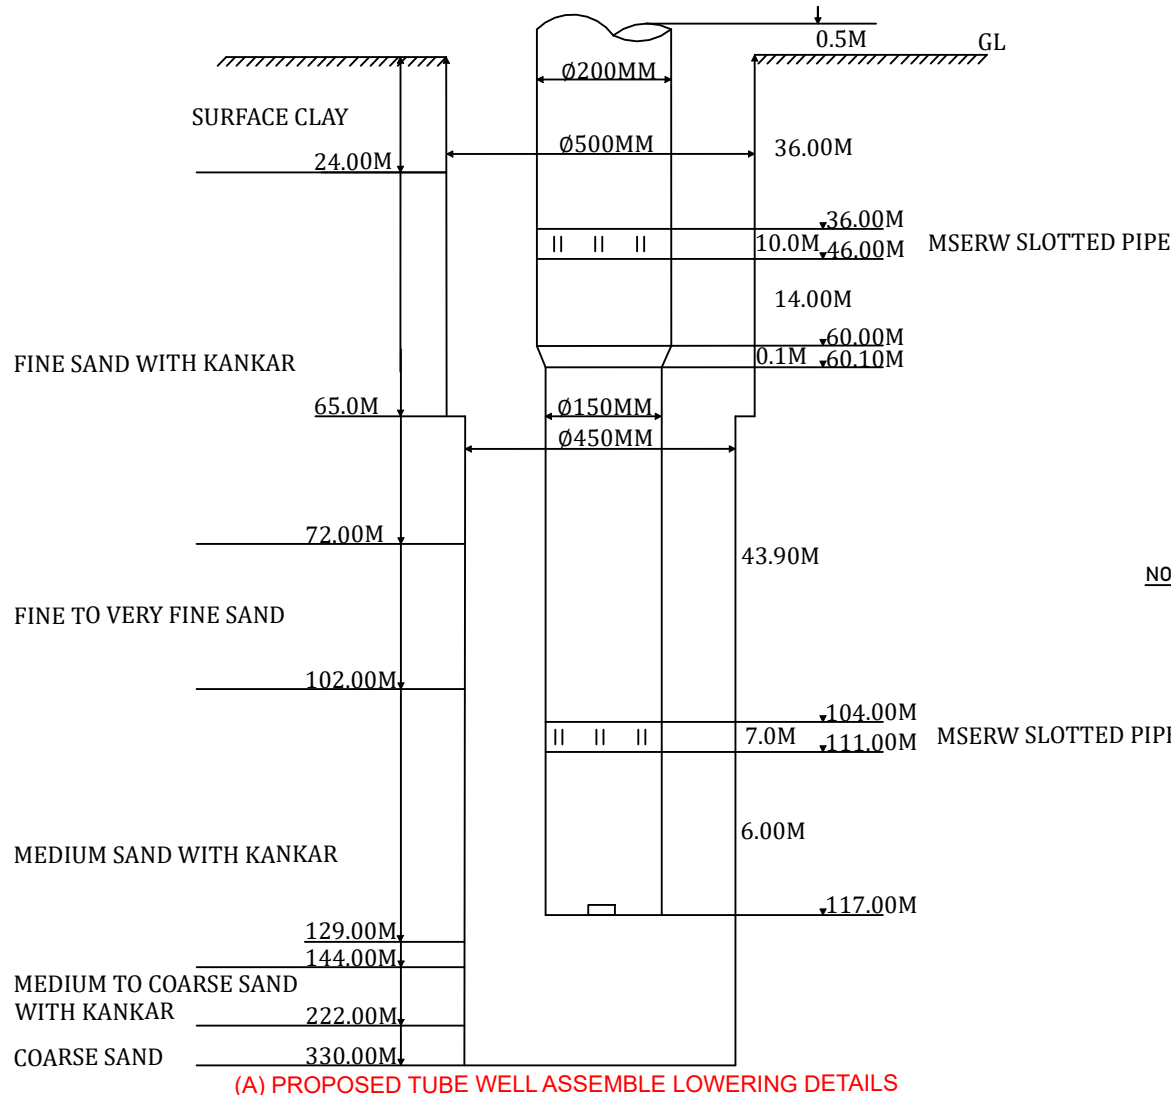 0.5M
GL
Ø200MM
SURFACE CLAY
Ø500MM
36.00M
24.00M
36.00M
10.0M
46.00M
MSERW SLOTTED PIPE
14.00M
60.00M
0.1M
60.10M
FINE SAND WITH KANKAR
65.0M
Ø150MM
Ø450MM
72.00M
43.90M
NO
FINE TO VERY FINE SAND
102.00M
104.00M
7.0M
111.00M
MSERW SLOTTED PIPE
6.00M
MEDIUM SAND WITH KANKAR
117.00M
129.00M
144.00M
MEDIUM TO COARSE SAND
WITH KANKAR
222.00M
COARSE SAND
330.00M
(A) PROPOSED TUBE WELL ASSEMBLE LOWERING DETAILS